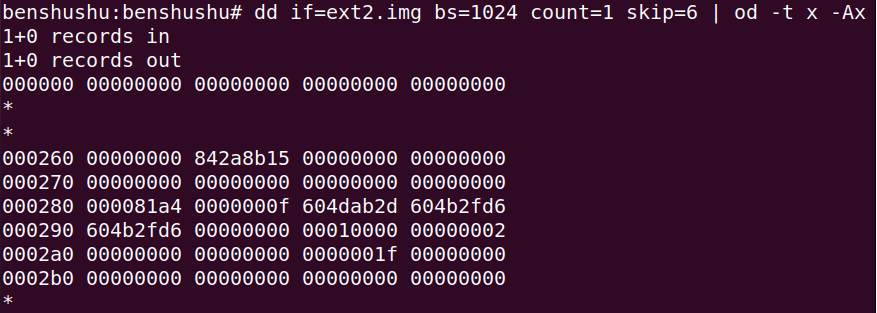 benshushu:benshushu# dd if=ext2.img bs=1024 count=1 skip=6 | od -t x -Ax
1+0 records in
1+0 records out
000000 00000000 00000000 00000000 00000000
*
*
000260 00000000 842a8b15 00000000 00000000
000270 00000000 00000000 00000000 00000000
000280 000081a4 0000000f 604dab2d 604b2fd6
000290 604b2fd6 00000000 00010000 00000002
0002a0 00000000 00000000 0000001f 00000000
0002b0 00000000 00000000 00000000 00000000
*